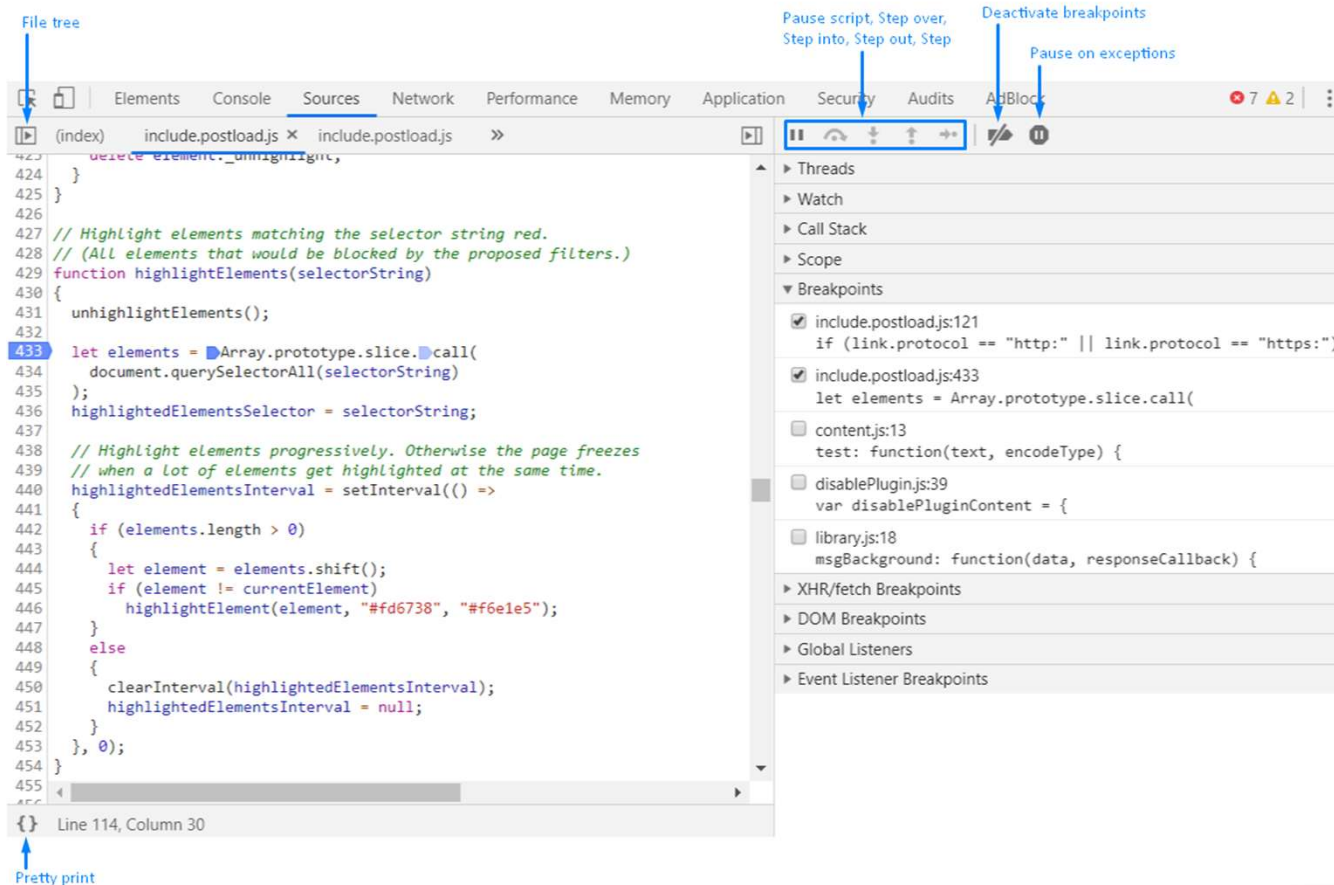 File tree
Pause script, Step over,
Step into, Step out, Step
Deactivate breakpoints
Pause on exceptions
Elements Console Sources Network Performance Memory Application Security Audits AdBlock 7 2
(index) include.postload.js × include.postload.js »
423 delete element._unhighlight;
424 }
425 }
426
427 // Highlight elements matching the selector string red.
428 // (All elements that would be blocked by the proposed filters.)
429 function highlightElements(selectorString)
430 {
431 unhighlightElements();
432
433 let elements = Array.prototype.slice.call(
434 document.querySelectorAll(selectorString)
435 );
436 highlightedElementsSelector = selectorString;
437
438 // Highlight elements progressively. Otherwise the page freezes
439 // when a lot of elements get highlighted at the same time.
440 highlightedElementsInterval = setInterval(() =>
441 {
442 if (elements.length > 0)
443 {
444 let element = elements.shift();
445 if (element != currentElement)
446 highlightElement(element, "#fd6738", "#f6e1e5");
447 }
448 else
449 {
450 clearInterval(highlightedElementsInterval);
451 highlightedElementsInterval = null;
452 }
453 }, 0);
454 }
455
{} Line 114, Column 30
Pretty print
Threads
Watch
Call Stack
Scope
Breakpoints
include.postload.js:121
if (link.protocol == "http:" || link.protocol == "https:")
include.postload.js:433
let elements = Array.prototype.slice.call(
content.js:13
test: function(text, encodeType) {
disablePlugin.js:39
var disablePluginContent = {
library.js:18
msgBackground: function(data, responseCallback) {
XHR/fetch Breakpoints
DOM Breakpoints
Global Listeners
Event Listener Breakpoints